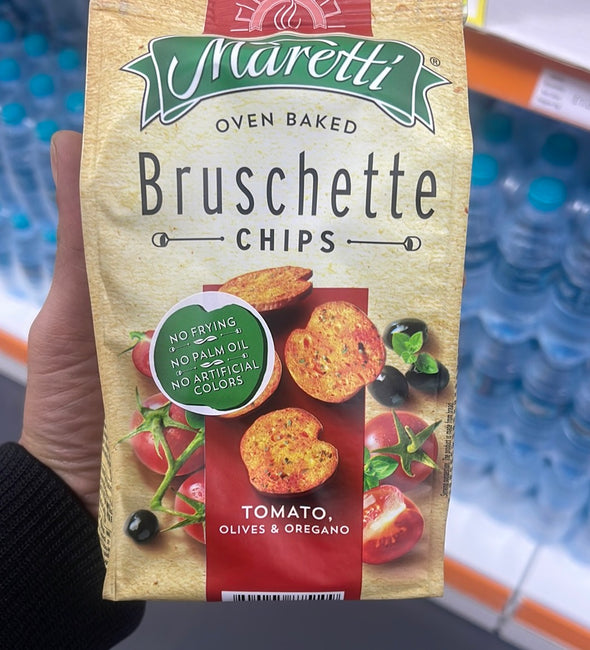 Maretti®
OVEN BAKED
Bruschette
CHIPS
NO FRYING
NO PALM OIL
NO ARTIFICIAL
COLORS
TOMATO,
OLIVES & OREGANO